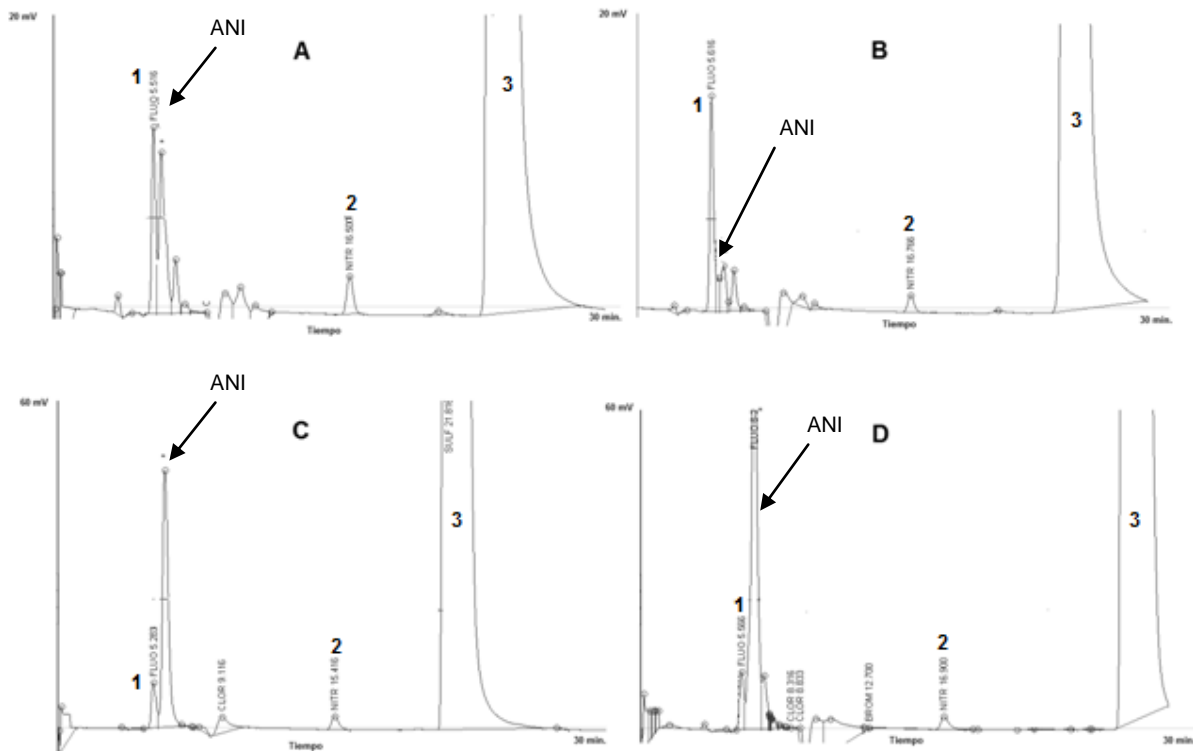 20 mV
ANI
A
1
FLUO 5.516
*
2
NITR 16.500
3
C
30 min.
Tiempo
20 mV
B
1
FLUO 5.616
ANI
2
NITR 16.766
3
30 min.
Tiempo
60 mV
ANI
C
*
1
FLUO 5.283
CLOR 9.116
2
NITR 15.416
SULF 21.816
3
30 min.
Tiempo
60 mV
D
ANI
1
FLUO 5.566
CLOR 8.316
CLOR 8.833
BROM 12.700
2
NITR 16.900
3
30 min
Tiempo